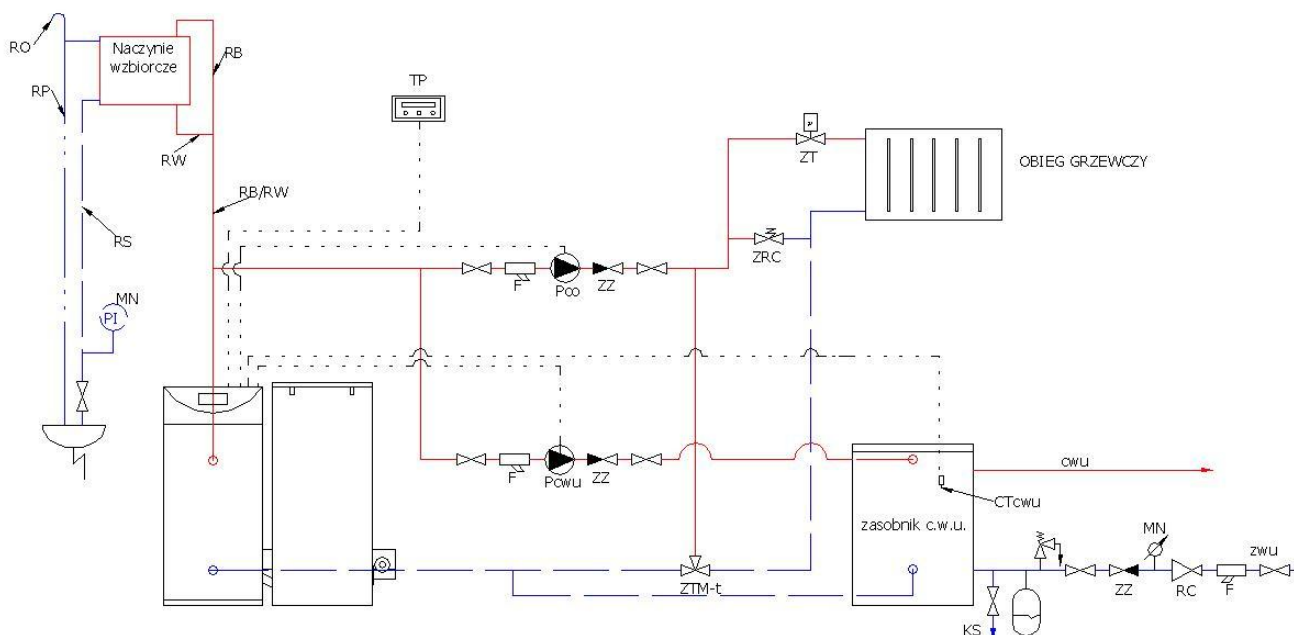 RO
Naczynie
wzbiorcze
RB
RP
TP
RW
ZT
OBIEG GRZEWCZY
RB/RW
RS
ZRC
MN
PI
F
Pco
ZZ
F
Pcwu
ZZ
cwu
CTcwu
zasobnik c.w.u.
MN
zwu
ZTM-t
ZZ
RC
F
KS